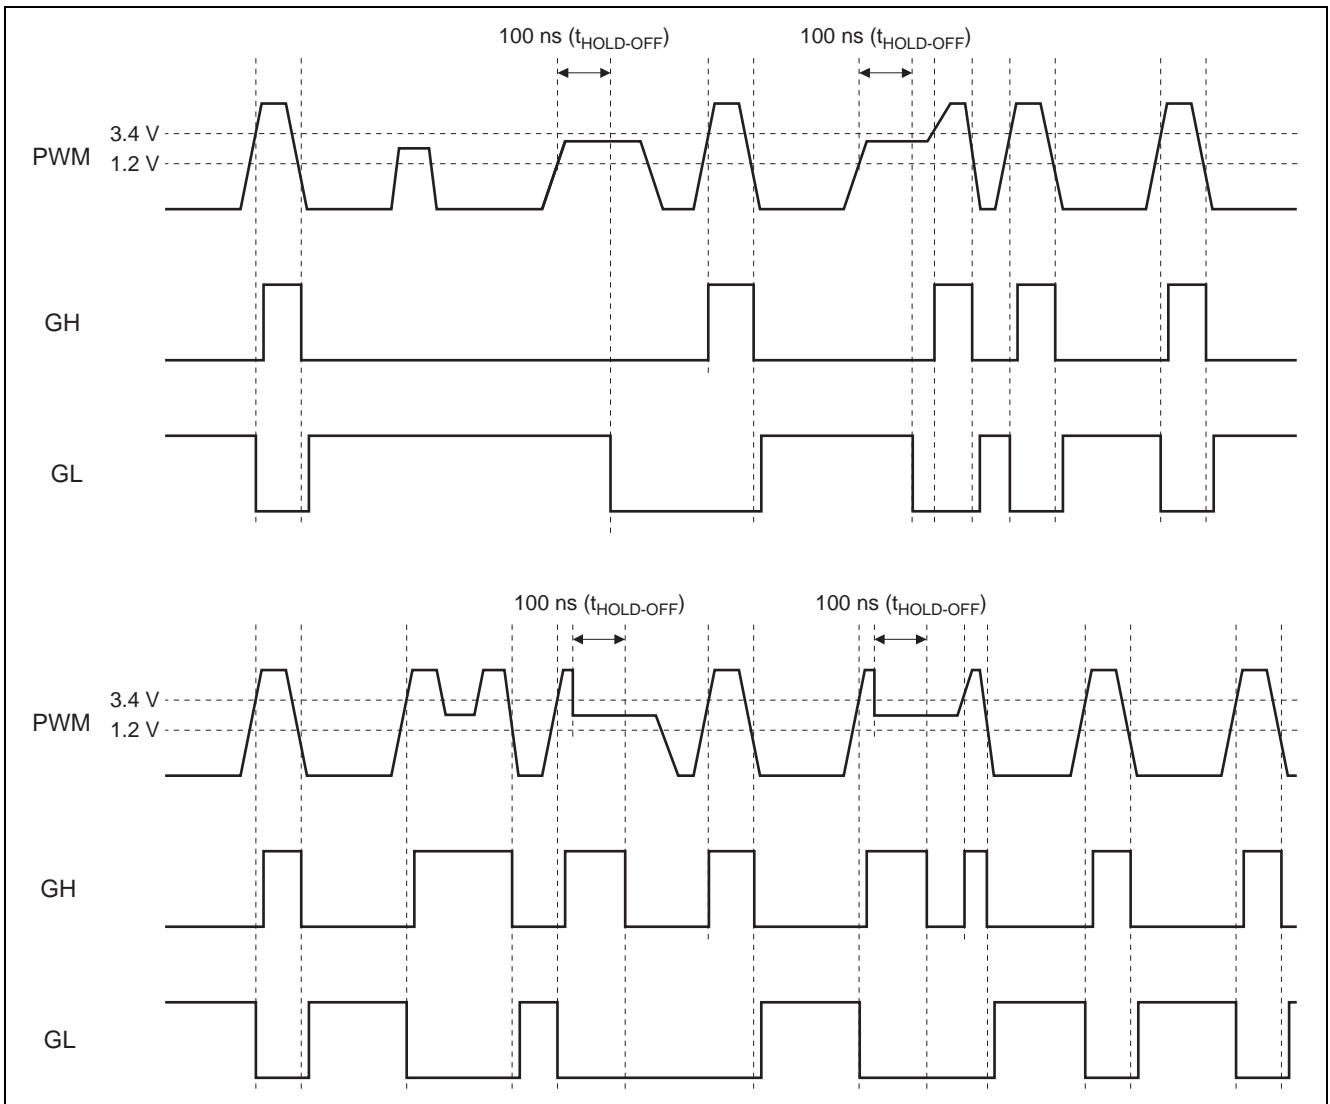 100 ns (tHOLD-OFF) 100 ns (tHOLD-OFF)
3.4 V
PWM
1.2 V
GH
GL
100 ns (tHOLD-OFF) 100 ns (tHOLD-OFF)
3.4 V
PWM
1.2 V
GH
GL